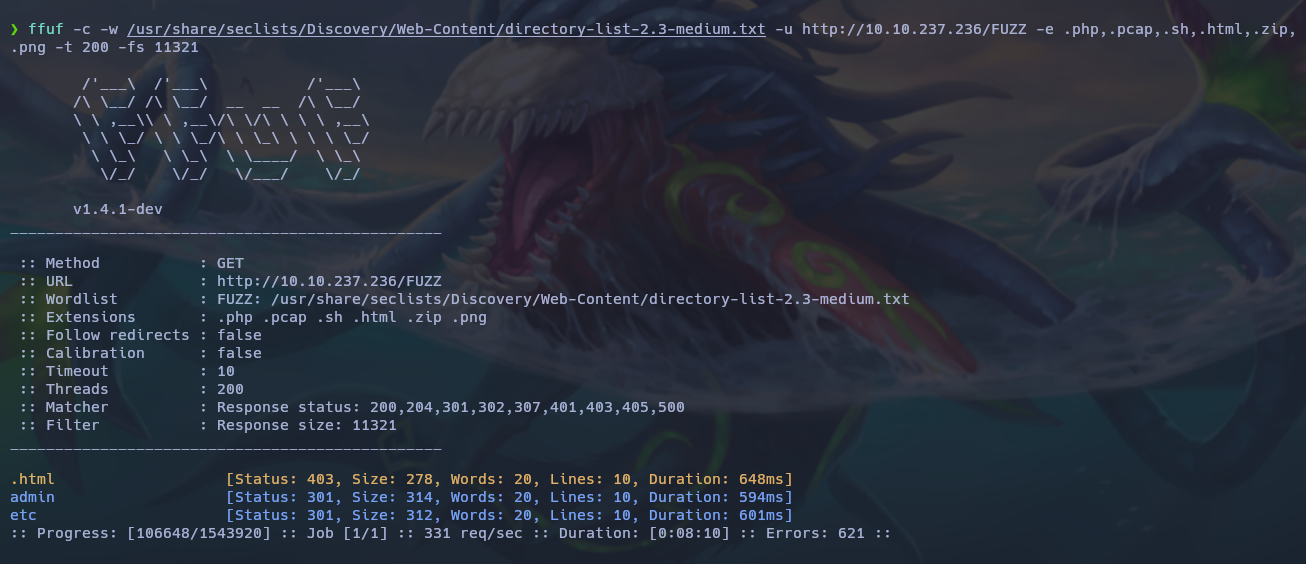 ❯ ffuf -c -w /usr/share/seclists/Discovery/Web-Content/directory-list-2.3-medium.txt -u http://10.10.237.236/FUZZ -e .php,.pcap,.sh,.html,.zip,
.png -t 200 -fs 11321
        /'___\  /'___\           /'___\
       /\ \__/ /\ \__/  __  __  /\ \__/
       \ \ ,__\\ \ ,__\/\ \/\ \ \ \ ,__\
        \ \ \_/ \ \ \_/\ \ \_\ \ \ \ \_/
         \ \_\   \ \_\  \ \____/  \ \_\
          \/_/    \/_/   \/___/    \/_/
       v1.4.1-dev
________________________________________________
 :: Method           : GET
 :: URL              : http://10.10.237.236/FUZZ
 :: Wordlist         : FUZZ: /usr/share/seclists/Discovery/Web-Content/directory-list-2.3-medium.txt
 :: Extensions       : .php .pcap .sh .html .zip .png
 :: Follow redirects : false
 :: Calibration      : false
 :: Timeout          : 10
 :: Threads          : 200
 :: Matcher          : Response status: 200,204,301,302,307,401,403,405,500
 :: Filter           : Response size: 11321
________________________________________________
.html                   [Status: 403, Size: 278, Words: 20, Lines: 10, Duration: 648ms]
admin                   [Status: 301, Size: 314, Words: 20, Lines: 10, Duration: 594ms]
etc                     [Status: 301, Size: 312, Words: 20, Lines: 10, Duration: 601ms]
:: Progress: [106648/1543920] :: Job [1/1] :: 331 req/sec :: Duration: [0:08:10] :: Errors: 621 ::